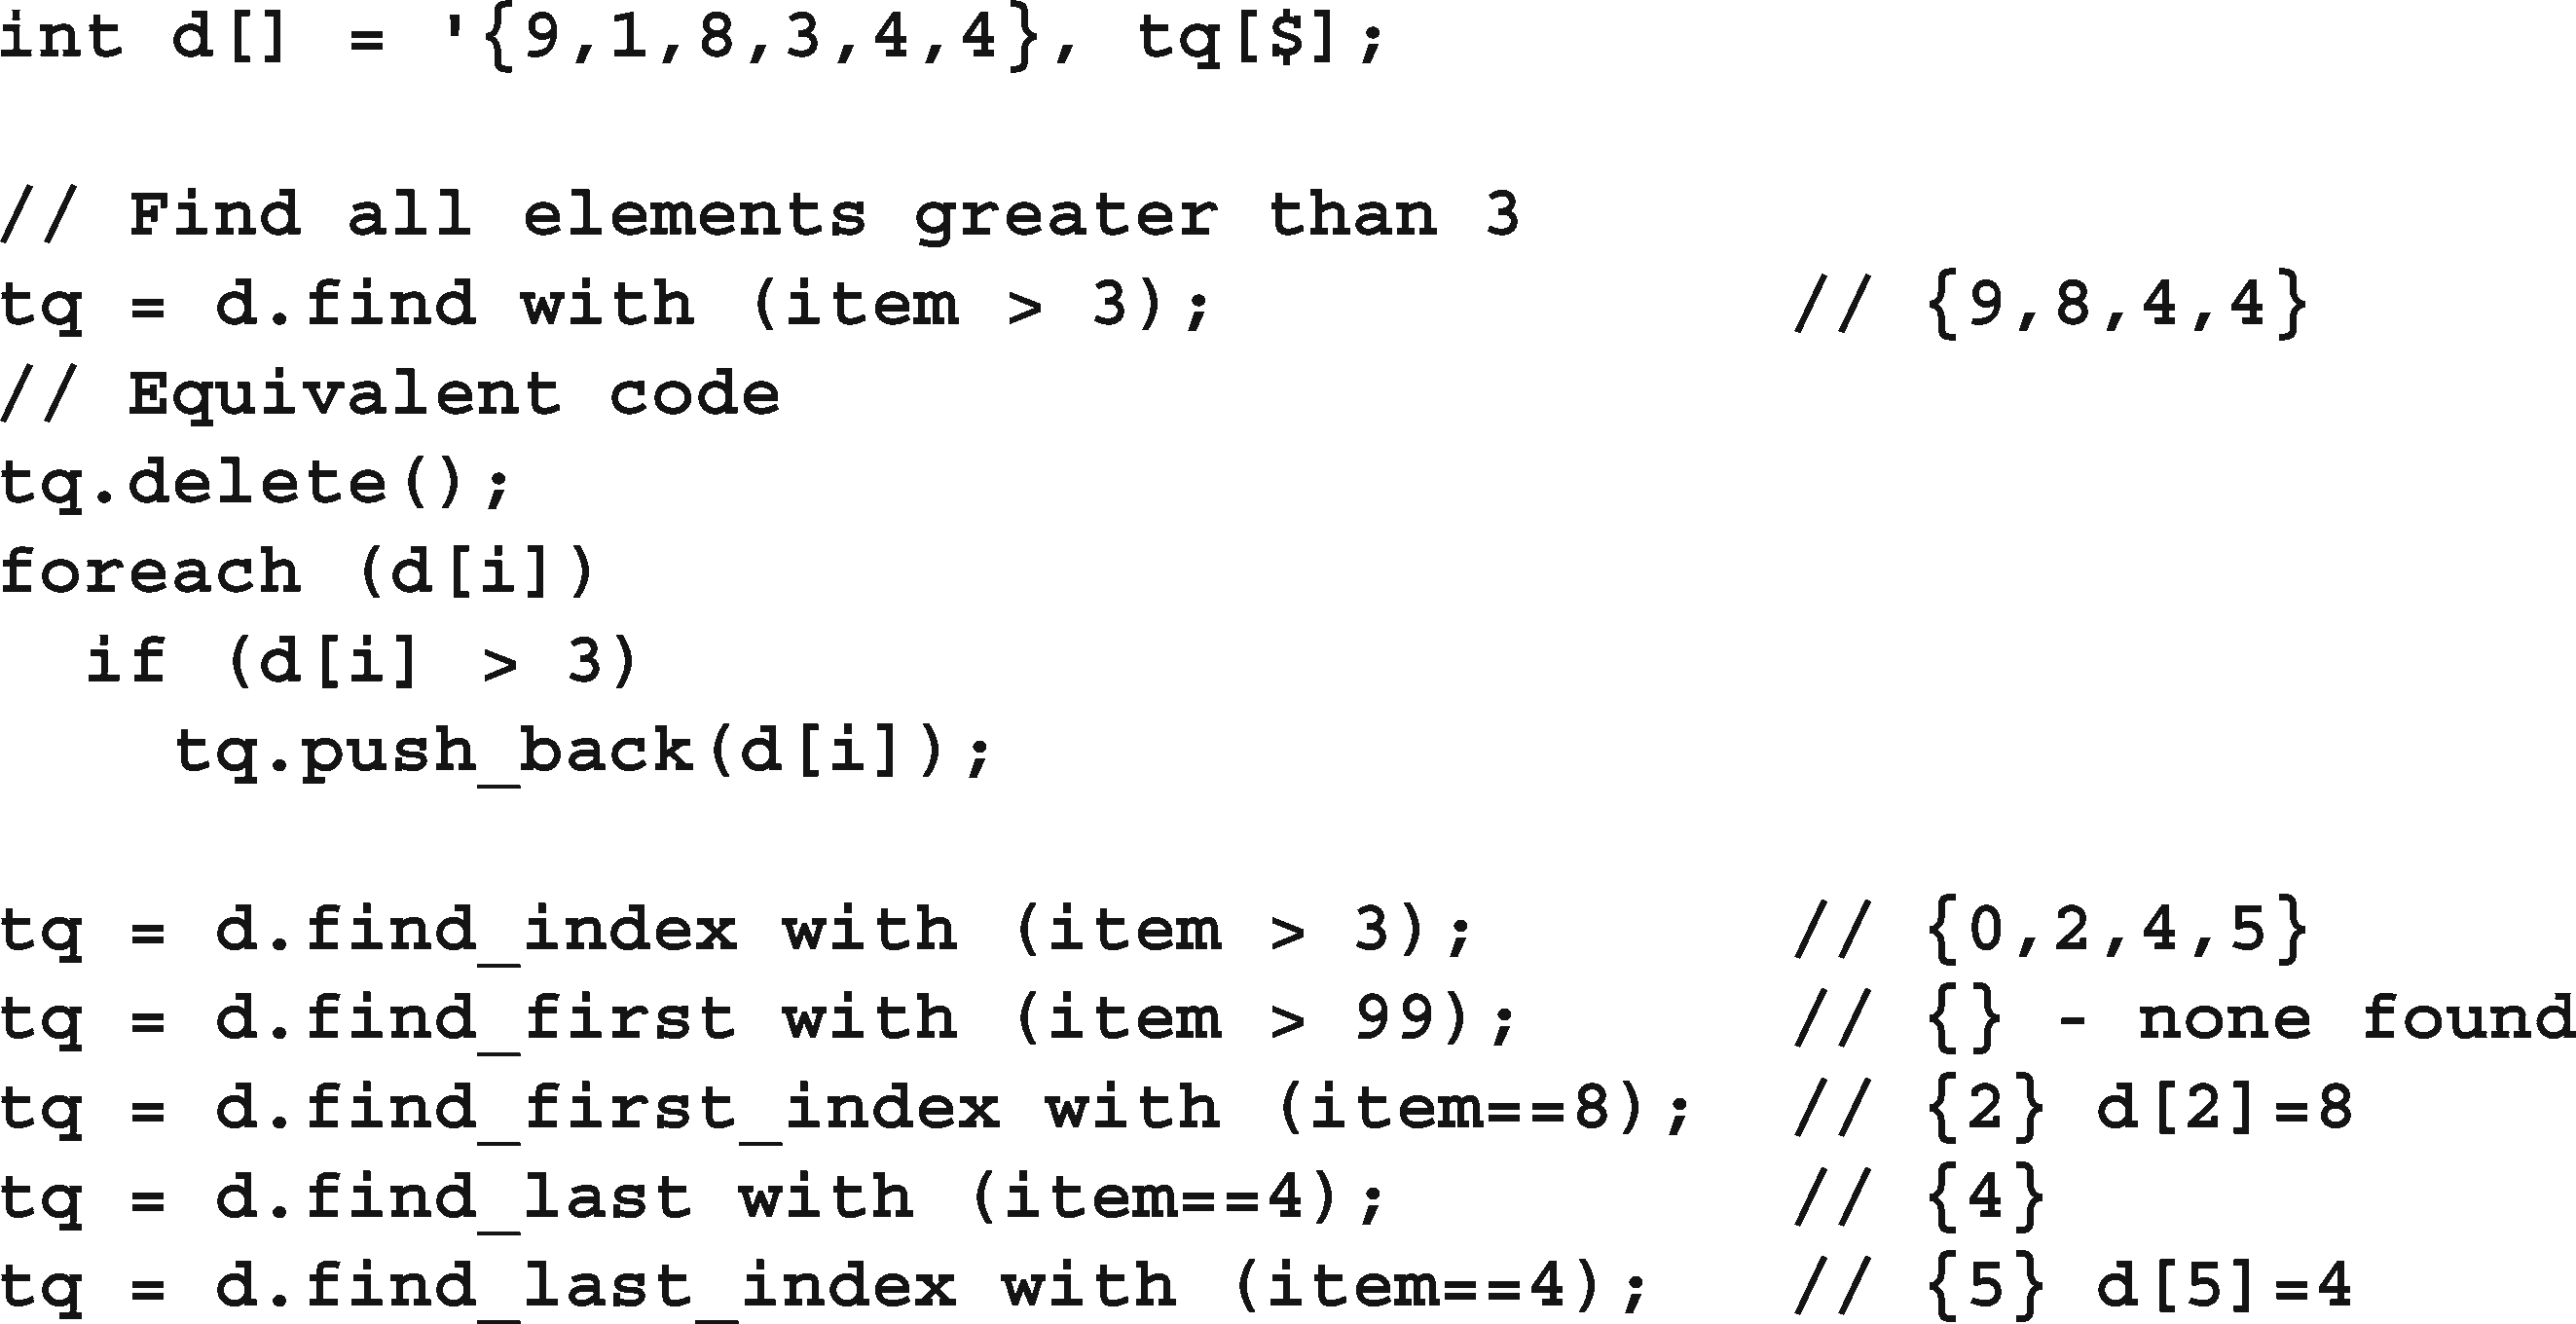 int d[] = '{9,1,8,3,4,4}, tq[$];
// Find all elements greater than 3
tq = d.find with (item > 3); // {9,8,4,4}
// Equivalent code
tq.delete();
foreach (d[i])
  if (d[i] > 3)
    tq.push_back(d[i]);
tq = d.find_index with (item > 3); // {0,2,4,5}
tq = d.find_first with (item > 99); // {} - none found
tq = d.find_first_index with (item==8); // {2} d[2]=8
tq = d.find_last with (item==4); // {4}
tq = d.find_last_index with (item==4); // {5} d[5]=4